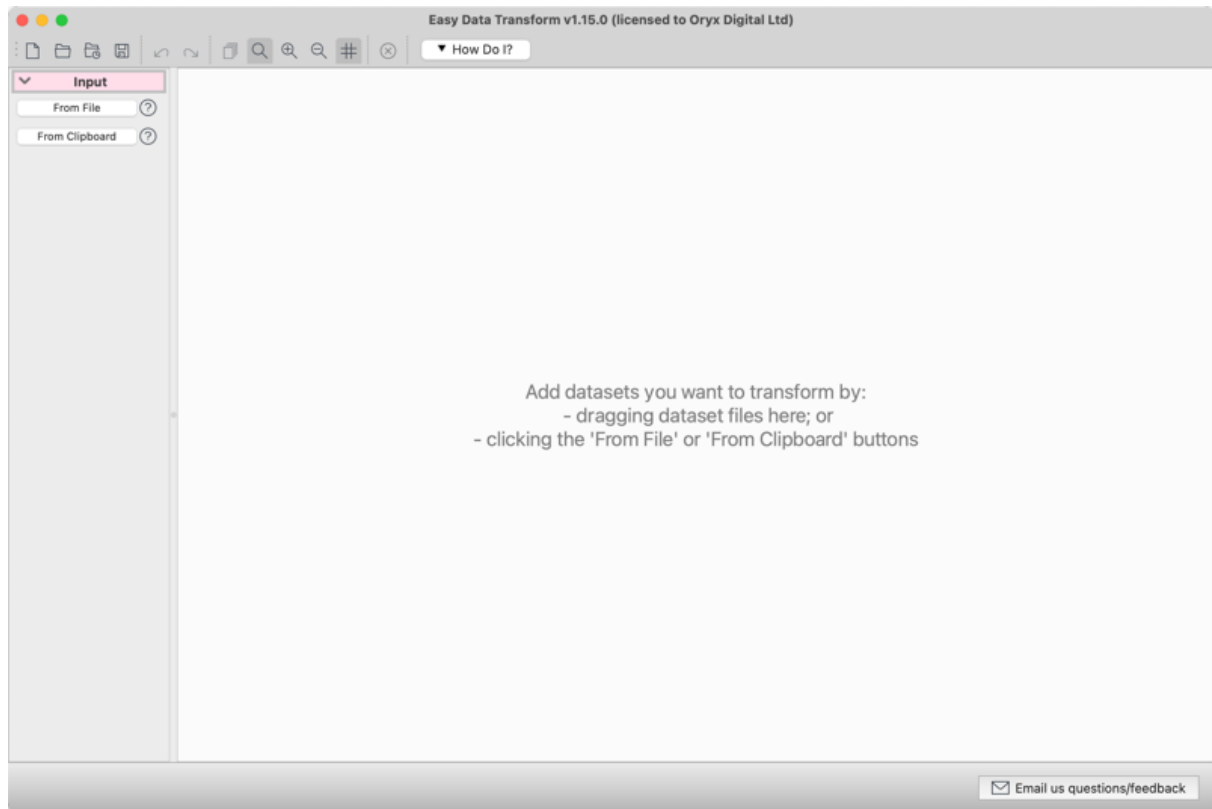 Easy Data Transform v1.15.0 (licensed to Oryx Digital Ltd)
How Do I?
Input
From File
From Clipboard
Add datasets you want to transform by:
- dragging dataset files here; or
- clicking the 'From File' or 'From Clipboard' buttons
Email us questions/feedback